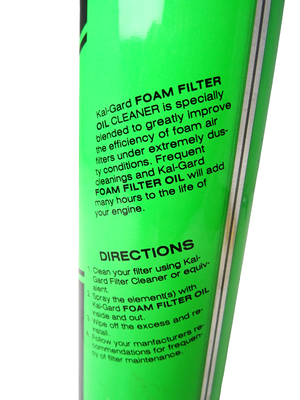 Kal-Gard FOAM FILTER
OIL CLEANER is specially
blended to greatly improve
the efficiency of foam air
filters under extremely dus-
ty conditions. Frequent
cleanings and Kal-Gard
FOAM FILTER OIL will add
many hours to the life of
your engine.
DIRECTIONS
1. Clean your filter using Kal-
Gard Filter Cleaner or equiv-
alent.
2. Spray the element(s) with
Kal-Gard FOAM FILTER OIL
inside and out.
3. Wipe off the excess and re-
install.
4. Follow your manfacturers re-
commendations for frequen-
cy of filter maintenance.